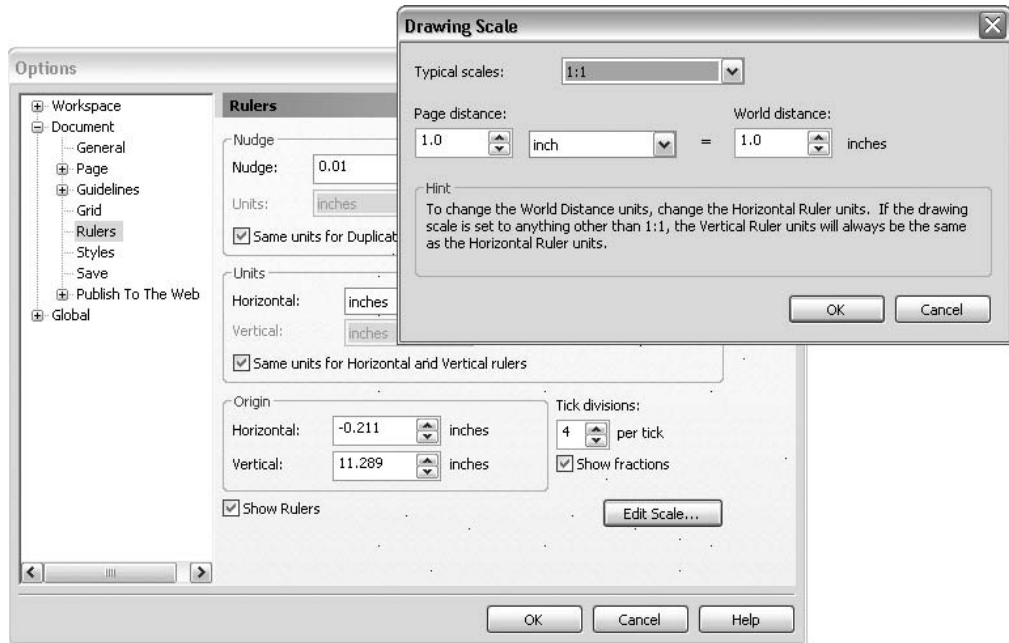 Drawing Scale
Typical scales: 1:1
Page distance: World distance:
1.0 inch = 1.0 inches
Hint
To change the World Distance units, change the Horizontal Ruler units. If the drawing
scale is set to anything other than 1:1, the Vertical Ruler units will always be the same
as the Horizontal Ruler units.
OK Cancel
Options
Workspace
Document
General
Page
Guidelines
Grid
Rulers
Styles
Save
Publish To The Web
Global
Rulers
Nudge
Nudge: 0.01
Units: inches
Same units for Duplicat
Units
Horizontal: inches
Vertical: inches
Same units for Horizontal and Vertical rulers
Origin
Horizontal: -0.211 inches
Vertical: 11.289 inches
Tick divisions:
4 per tick
Show fractions
Show Rulers
Edit Scale...
OK Cancel Help